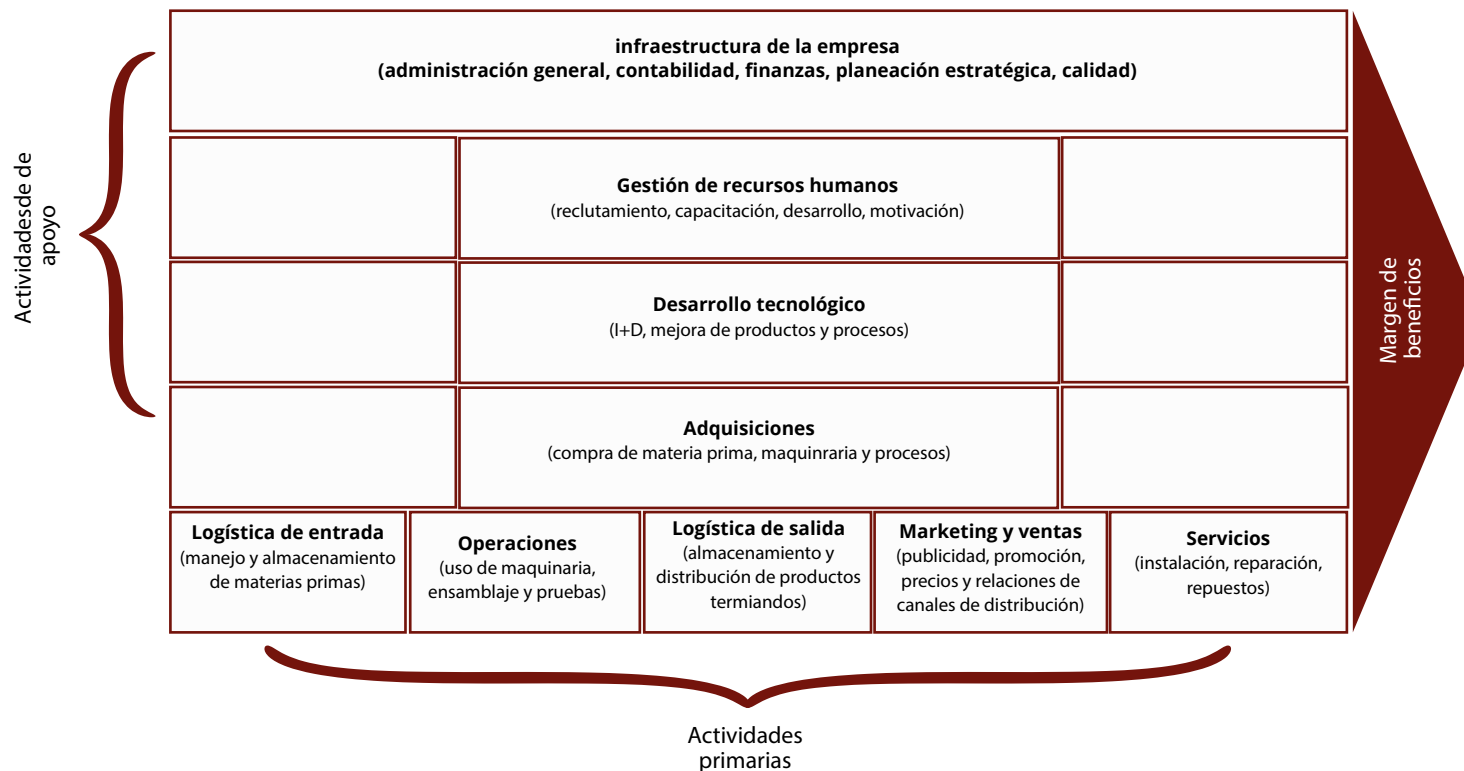 infraestructura de la empresa
(administración general, contabilidad, finanzas, planeación estratégica, calidad)
Actividadesde de
apoyo
Gestión de recursos humanos
(reclutamiento, capacitación, desarrollo, motivación)
Desarrollo tecnológico
(I+D, mejora de productos y procesos)
Adquisiciones
(compra de materia prima, maquinraria y procesos)
Margen de
beneficios
Logística de entrada
(manejo y almacenamiento
de materias primas)
Operaciones
(uso de maquinaria,
ensamblaje y pruebas)
Logística de salida
(almacenamiento y
distribución de productos
termiandos)
Marketing y ventas
(publicidad, promoción,
precios y relaciones de
canales de distribución)
Servicios
(instalación, reparación,
repuestos)
Actividades
primarias